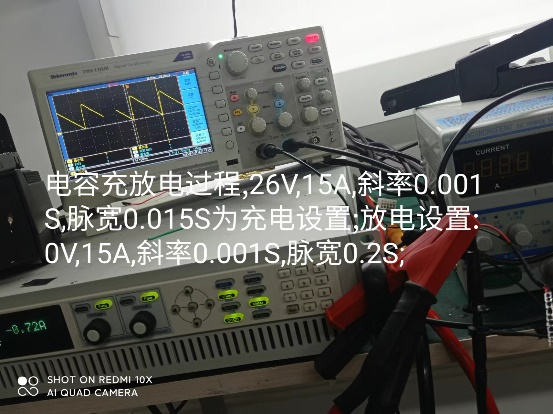 Tektronix
电容充放电过程,26V,15A,斜率0.001
S,脉宽0.015S为充电设置;放电设置:
0V,15A,斜率0.001S,脉宽0.2S;
CURRENT
-0.72A
SHOT ON REDMI 10X
AI QUAD CAMERA